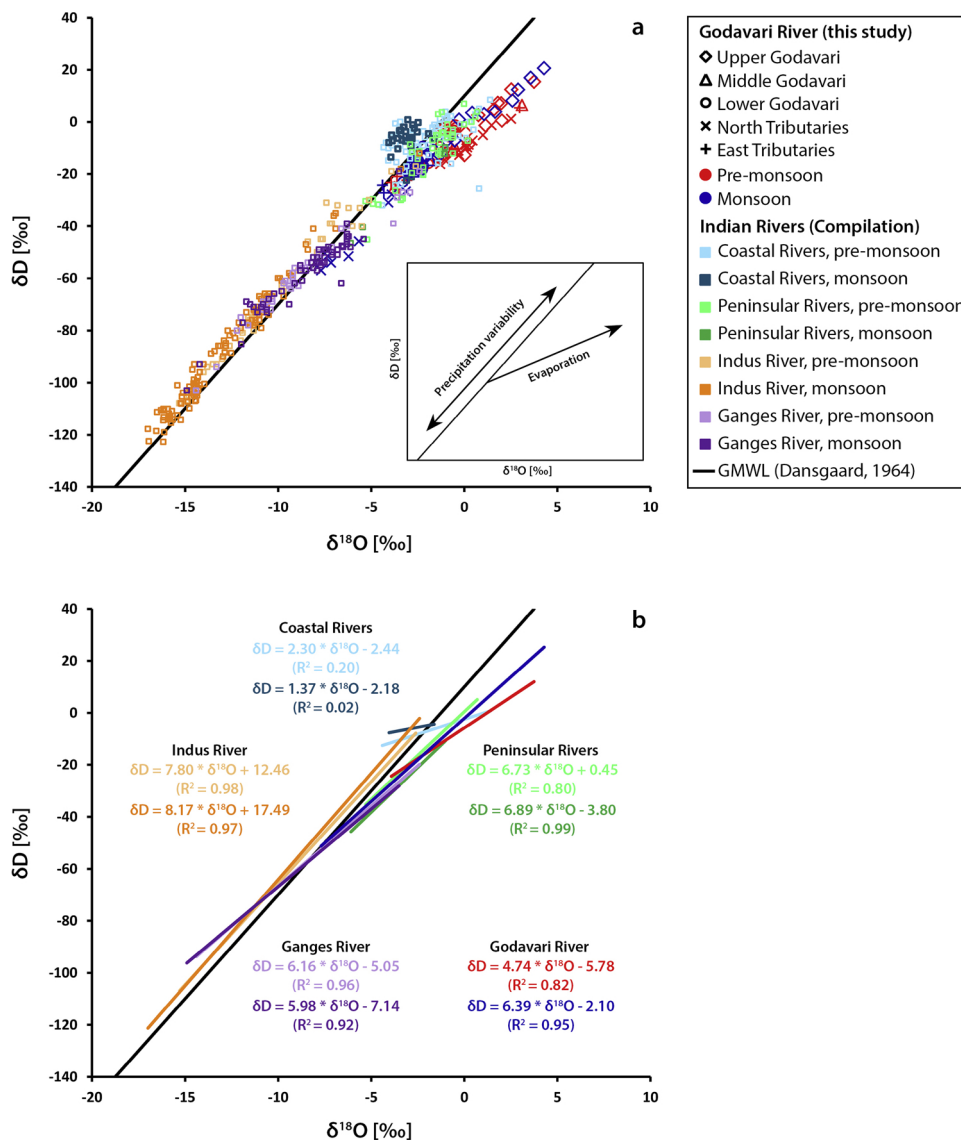 a
40
20
0
-20
-40
-60
-80
-100
-120
-140
δD [‰]
-20
-15
-10
-5
0
5
10
δ¹⁸O [‰]
Precipitation variability
Evaporation
δD [‰]
δ¹⁸O [‰]
Godavari River (this study)
Upper Godavari
Middle Godavari
Lower Godavari
North Tributaries
East Tributaries
Pre-monsoon
Monsoon
Indian Rivers (Compilation)
Coastal Rivers, pre-monsoon
Coastal Rivers, monsoon
Peninsular Rivers, pre-monsoon
Peninsular Rivers, monsoon
Indus River, pre-monsoon
Indus River, monsoon
Ganges River, pre-monsoon
Ganges River, monsoon
GMWL (Dansgaard, 1964)
b
40
20
0
-20
-40
-60
-80
-100
-120
-140
δD [‰]
Coastal Rivers
δD = 2.30 * δ¹⁸O - 2.44
(R² = 0.20)
δD = 1.37 * δ¹⁸O - 2.18
(R² = 0.02)
Indus River
δD = 7.80 * δ¹⁸O + 12.46
(R² = 0.98)
δD = 8.17 * δ¹⁸O + 17.49
(R² = 0.97)
Peninsular Rivers
δD = 6.73 * δ¹⁸O + 0.45
(R² = 0.80)
δD = 6.89 * δ¹⁸O - 3.80
(R² = 0.99)
Ganges River
δD = 6.16 * δ¹⁸O - 5.05
(R² = 0.96)
δD = 5.98 * δ¹⁸O - 7.14
(R² = 0.92)
Godavari River
δD = 4.74 * δ¹⁸O - 5.78
(R² = 0.82)
δD = 6.39 * δ¹⁸O - 2.10
(R² = 0.95)
-20
-15
-10
-5
0
5
10
δ¹⁸O [‰]